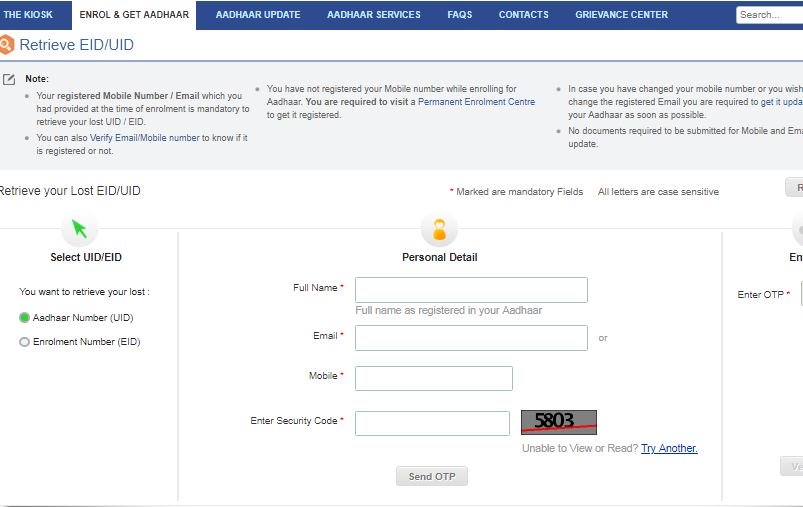 THE KIOSK ENROL & GET AADHAAR AADHAAR UPDATE AADHAAR SERVICES FAQS CONTACTS GRIEVANCE CENTER Search...
Retrieve EID/UID
Note:
Your registered Mobile Number / Email which you
had provided at the time of enrolment is mandatory to
retrieve your lost UID / EID.
You can also Verify Email/Mobile number to know if it
is registered or not.
You have not registered your Mobile number while enrolling for
Aadhaar. You are required to visit a Permanent Enrolment Centre
to get it registered.
In case you have changed your mobile number or you wish
change the registered Email you are required to get it upda
your Aadhaar as soon as possible.
No documents required to be submitted for Mobile and Ema
update.
Retrieve your Lost EID/UID
* Marked are mandatory Fields All letters are case sensitive
R
Select UID/EID
You want to retrieve your lost :
Aadhaar Number (UID)
Enrolment Number (EID)
Personal Detail
Full Name *
Full name as registered in your Aadhaar
Email * or
Mobile *
Enter Security Code * 5803
Unable to View or Read? Try Another.
Send OTP
En
Enter OTP *
Ve